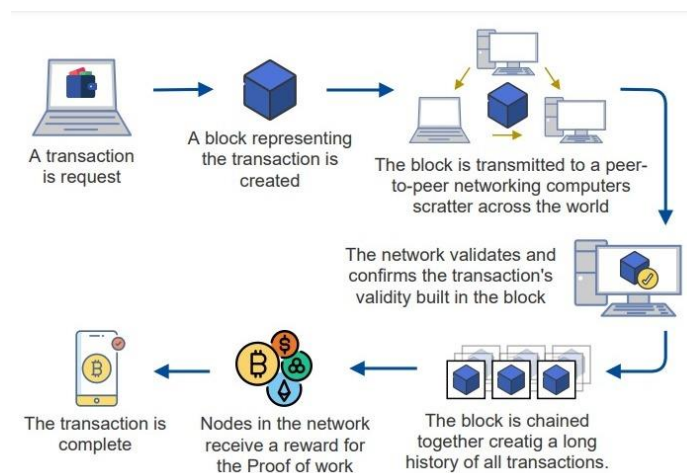 A transaction
is request
A block representing
the transaction is
created
The block is transmitted to a peer-
to-peer networking computers
scratter across the world
The network validates and
confirms the transaction's
validity built in the block
The block is chained
together creatig a long
history of all transactions.
Nodes in the network
receive a reward for
the Proof of work
The transaction is
complete